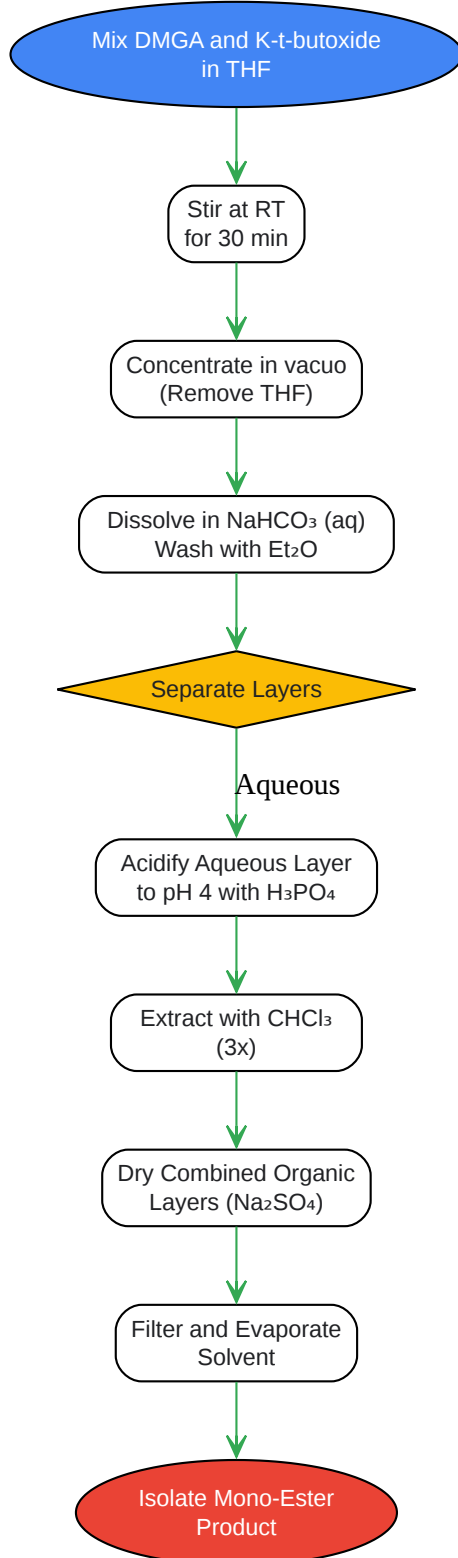 Mix DMGA and K-t-butoxide
in THF
Stir at RT
for 30 min
Concentrate in vacuo
(Remove THF)
Dissolve in NaHCO₃ (aq)
Wash with Et₂O
Separate Layers
Aqueous
Acidify Aqueous Layer
to pH 4 with H₃PO₄
Extract with CHCl₃
(3x)
Dry Combined Organic
Layers (Na₂SO₄)
Filter and Evaporate
Solvent
Isolate Mono-Ester
Product